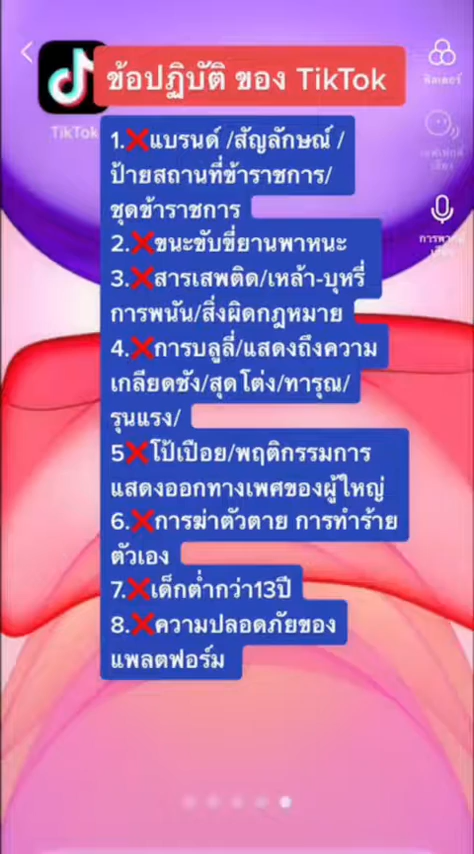 ข้อปฏิบัติ ของ TikTok
TikTok
ฟิลเตอร์
1.❌แบรนด์ /สัญลักษณ์ /
ป้ายสถานที่ข้าราชการ/
ชุดข้าราชการ
2.❌ขนะขับขี่ยานพาหนะ
3.❌สารเสพติด/เหล้า-บุหรี่
การพนัน/สิ่งผิดกฎหมาย
4.❌การบลูลี่/แสดงถึงความ
เกลียดชัง/สุดโต่ง/ทารุณ/
รุนแรง/
5❌โป้เปือย/พฤติกรรมการ
แสดงออกทางเพศของผู้ใหญ่
6.❌การฆ่าตัวตาย การทำร้าย
ตัวเอง
7.❌เด็กต่ำกว่า13ปี
8.❌ความปลอดภัยของ
แพลตฟอร์ม